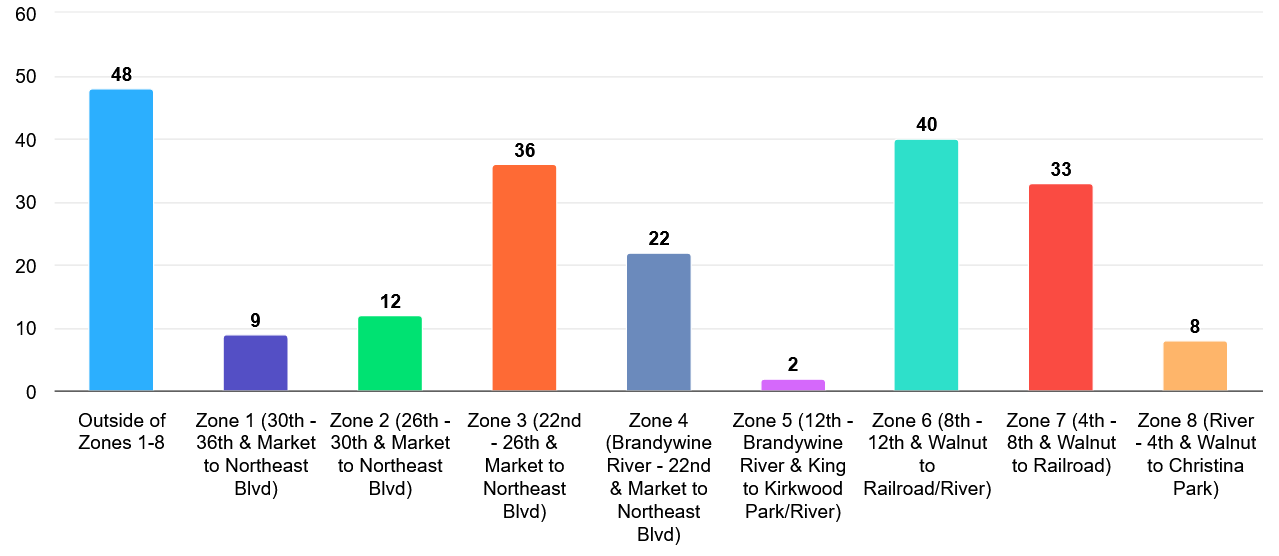 60
50
40
30
20
10
0
48
9
12
36
22
2
40
33
8
Outside of
Zones 1-8
Zone 1 (30th -
36th & Market
to Northeast
Blvd)
Zone 2 (26th -
30th & Market
to Northeast
Blvd)
Zone 3 (22nd
- 26th &
Market to
Northeast
Blvd)
Zone 4
(Brandywine
River - 22nd
& Market to
Northeast
Blvd)
Zone 5 (12th -
Brandywine
River & King
to Kirkwood
Park/River)
Zone 6 (8th -
12th & Walnut
to
Railroad/River)
Zone 7 (4th -
8th & Walnut
to Railroad)
Zone 8 (River
- 4th & Walnut
to Christina
Park)